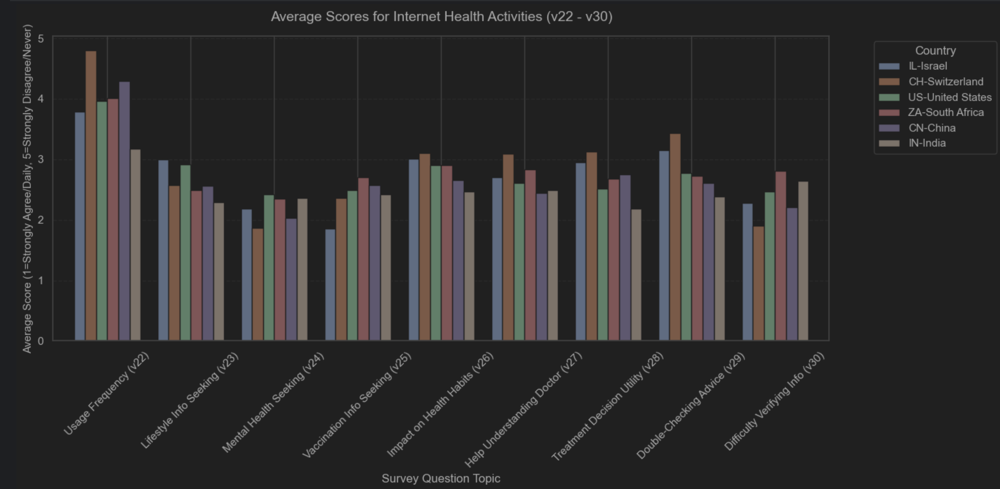 Average Scores for Internet Health Activities (v22 - v30)
Average Score (1=Strongly Agree/Daily, 5=Strongly Disagree/Never)
5
4
3
2
1
0
Usage Frequency (v22)
Lifestyle Info Seeking (v23)
Mental Health Seeking (v24)
Vaccination Info Seeking (v25)
Impact on Health Habits (v26)
Help Understanding Doctor (v27)
Treatment Decision Utility (v28)
Double-Checking Advice (v29)
Difficulty Verifying Info (v30)
Survey Question Topic
Country
IL-Israel
CH-Switzerland
US-United States
ZA-South Africa
CN-China
IN-India